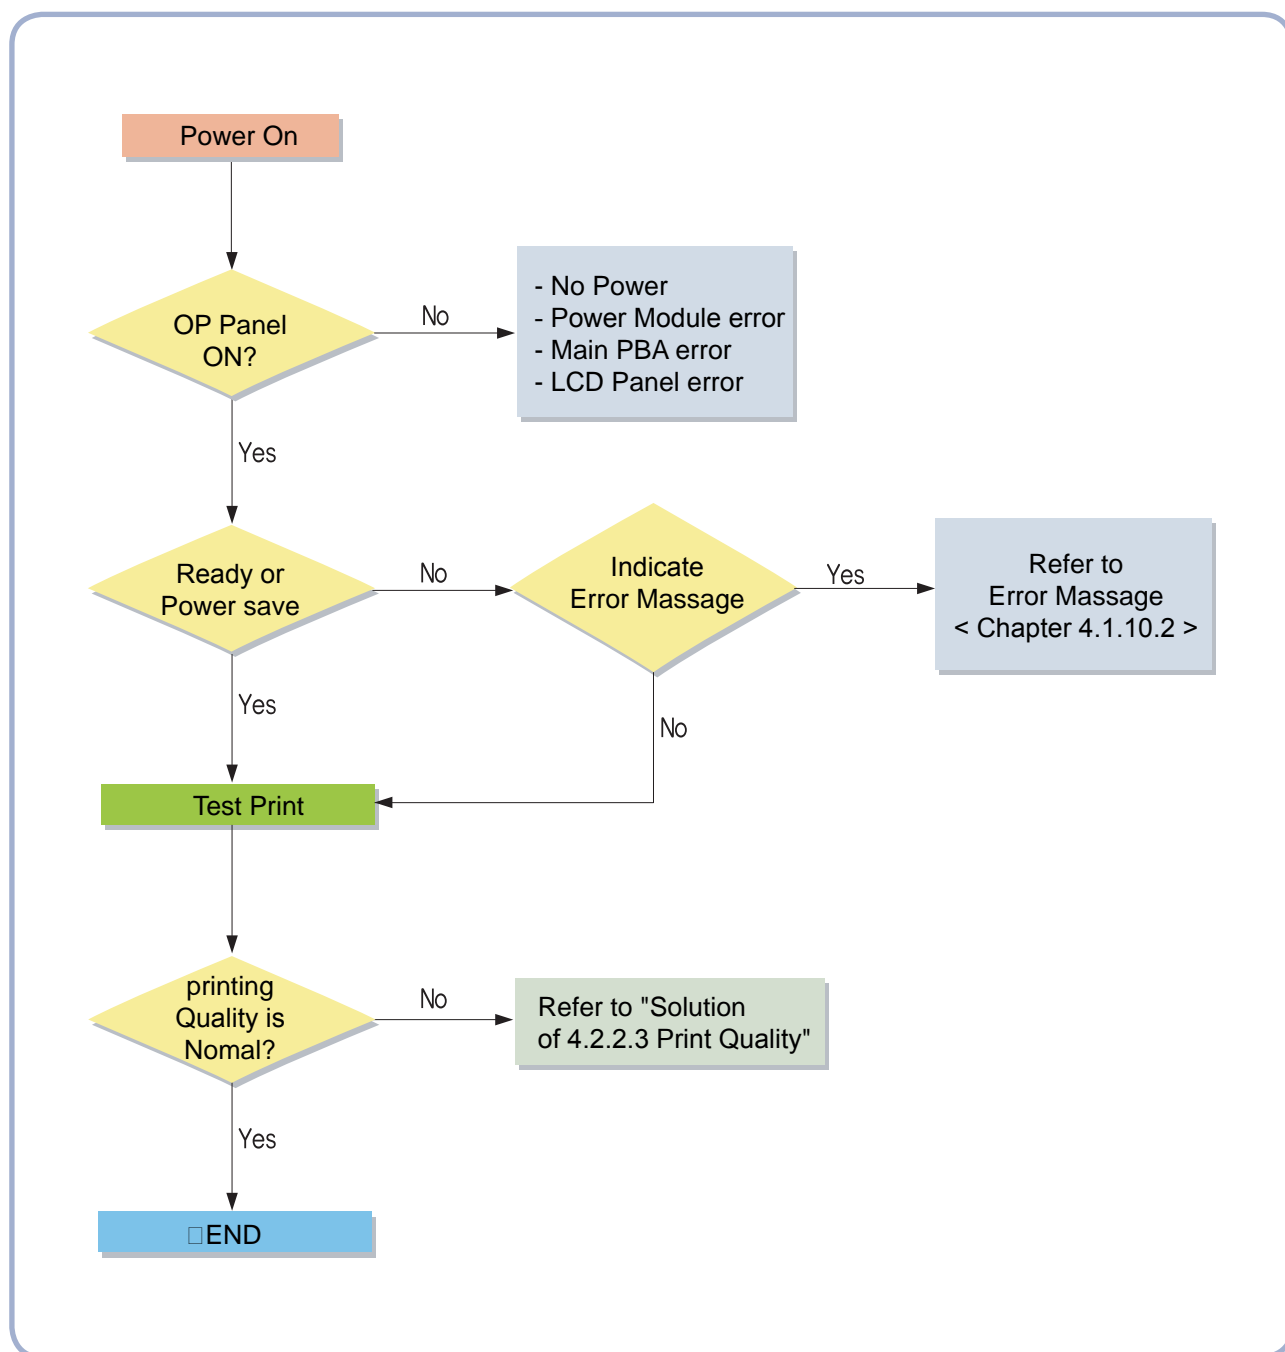 Power On
OP Panel
ON?
No
- No Power
- Power Module error
- Main PBA error
- LCD Panel error
Yes
Ready or
Power save
No
Indicate
Error Massage
Yes
Refer to
Error Massage
< Chapter 4.1.10.2 >
Yes
No
Test Print
printing
Quality is
Nomal?
No
Refer to "Solution
of 4.2.2.3 Print Quality"
Yes
□END